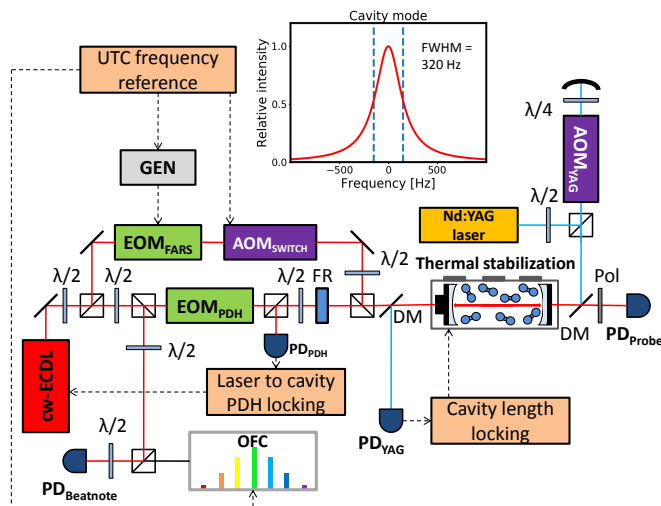 UTC frequency
reference
Cavity mode
Relative intensity
1.0
0.5
0.0
FWHM =
320 Hz
−500
0
500
Frequency [Hz]
λ/4
AOM_YAG
λ/2
Nd:YAG
laser
GEN
EOM_FARS
AOM_SWITCH
λ/2
Thermal stabilization
λ/2
λ/2
EOM_PDH
λ/2
FR
DM
DM
Pol
PD_Probe
cw-ECDL
λ/2
PD_PDH
Laser to cavity
PDH locking
PD_YAG
Cavity length
locking
λ/2
OFC
PD_Beatnote